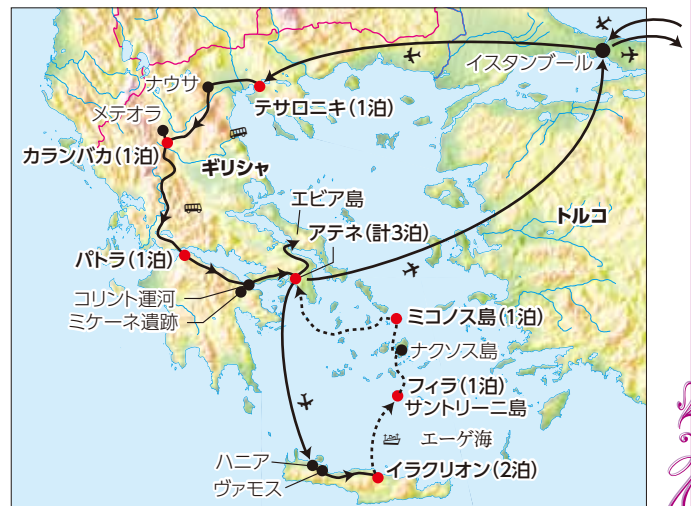 イスタンブール
ナウサ
テサロニキ(1泊)
メテオラ
カランバカ(1泊)
ギリシャ
エビア島
アテネ(計3泊)
トルコ
パトラ(1泊)
コリント運河
ミケーネ遺跡
ミコノス島(1泊)
ナクソス島
フィラ(1泊)
サントリーニ島
エーゲ海
ハニア
ヴァモス
イラクリオン(2泊)